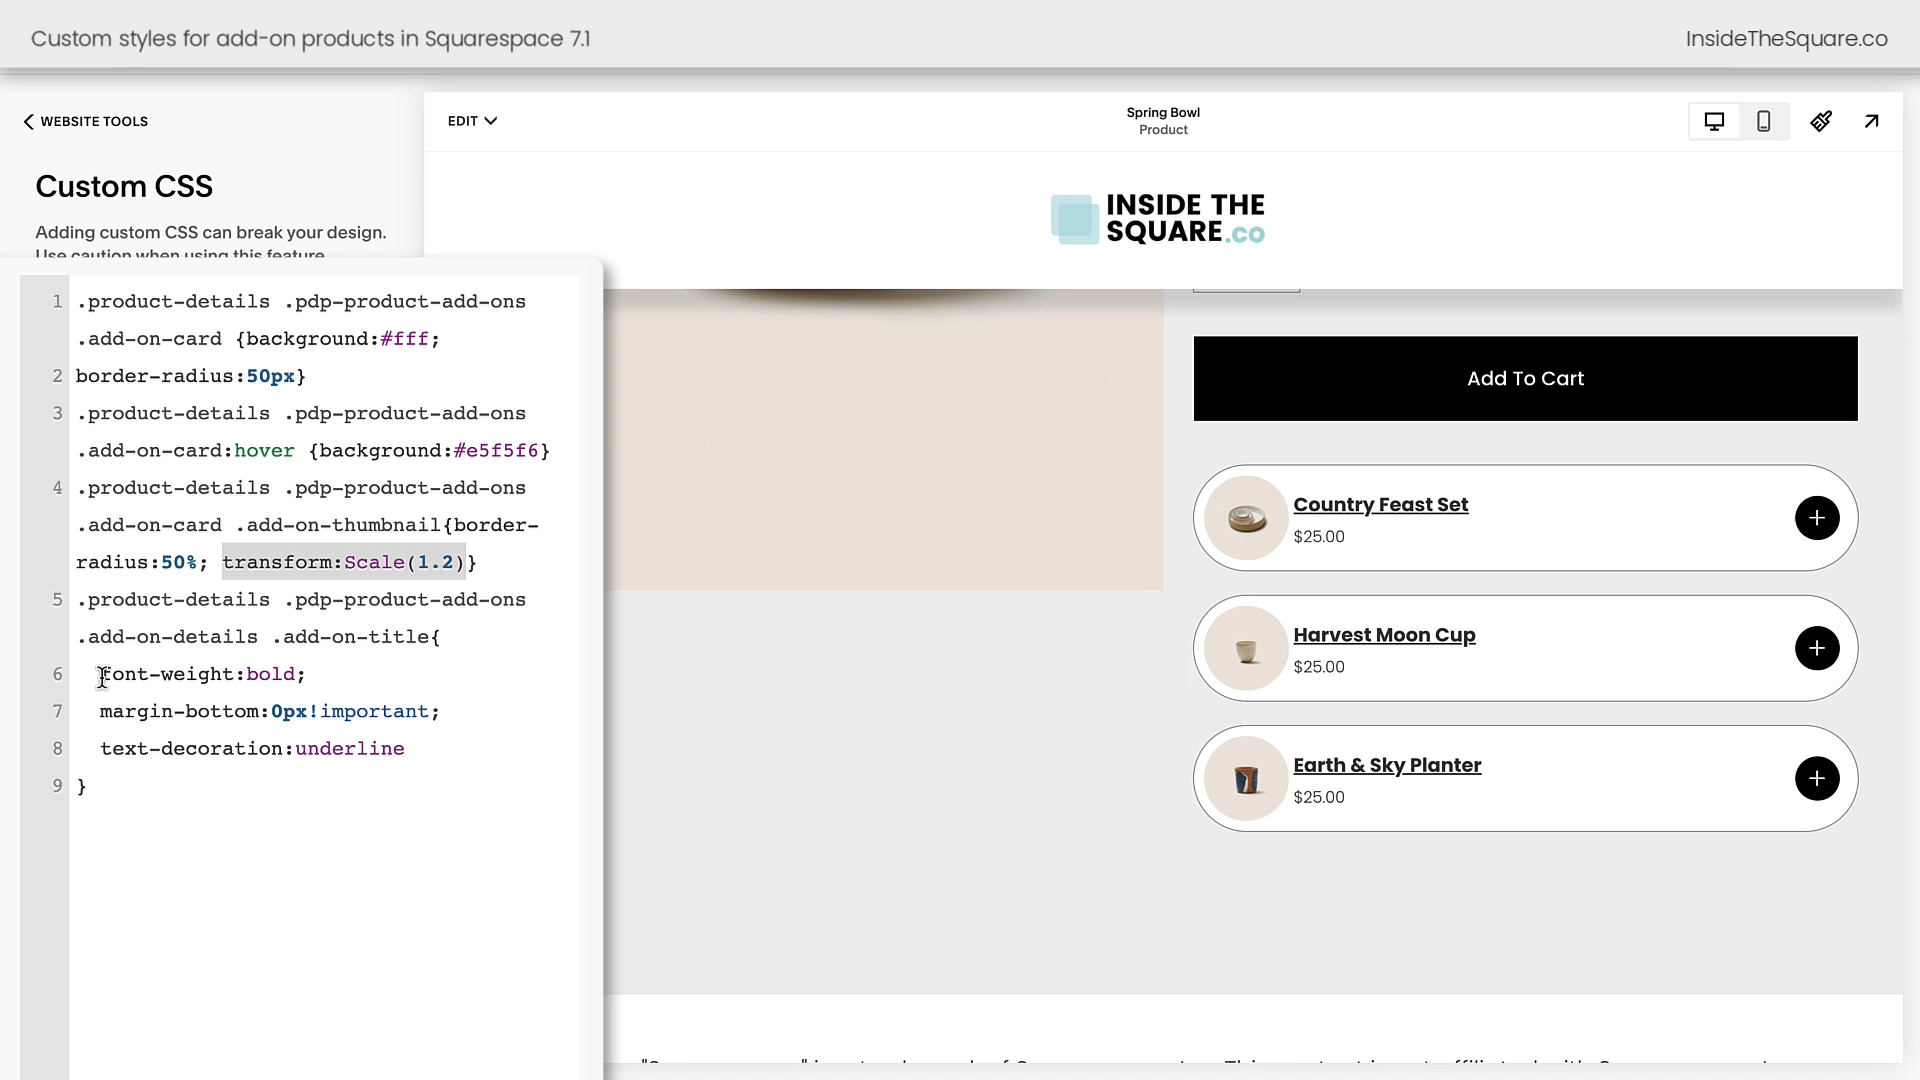 Custom styles for add-on products in Squarespace 7.1
InsideTheSquare.co
WEBSITE TOOLS
EDIT
Spring Bowl
Product
Custom CSS
Adding custom CSS can break your design.
Use caution when using this feature
INSIDE THE
SQUARE.co
1 .product-details .pdp-product-add-ons
.add-on-card {background:#fff;
2 border-radius:50px}
3 .product-details .pdp-product-add-ons
.add-on-card:hover {background:#e5f5f6}
4 .product-details .pdp-product-add-ons
.add-on-card .add-on-thumbnail{border-
radius:50%; transform:Scale(1.2)}
5 .product-details .pdp-product-add-ons
.add-on-details .add-on-title{
6 font-weight:bold;
7 margin-bottom:0px!important;
8 text-decoration:underline
9 }
Add To Cart
Country Feast Set
$25.00
Harvest Moon Cup
$25.00
Earth & Sky Planter
$25.00